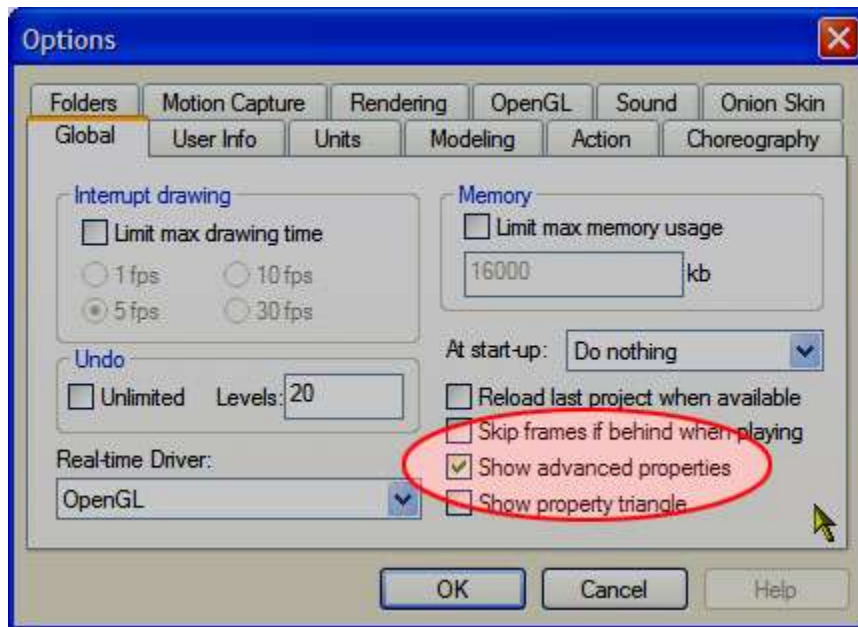 Options
Folders Motion Capture Rendering OpenGL Sound Onion Skin
Global User Info Units Modeling Action Choreography
Interrupt drawing
Limit max drawing time
1 fps 10 fps
5 fps 30 fps
Memory
Limit max memory usage
16000 kb
Undo
Unlimited Levels: 20
Real-time Driver:
OpenGL
At start-up: Do nothing
Reload last project when available
Skip frames if behind when playing
Show advanced properties
Show property triangle
OK Cancel Help